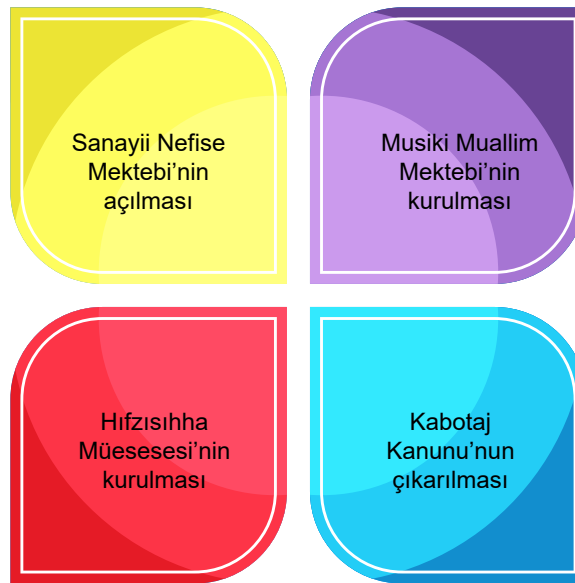 Sanayii Nefise
Mektebi’nin
açılması
Musiki Muallim
Mektebi’nin
kurulması
Hıfzısıhha
Müesesesi’nin
kurulması
Kabotaj
Kanunu’nun
çıkarılması